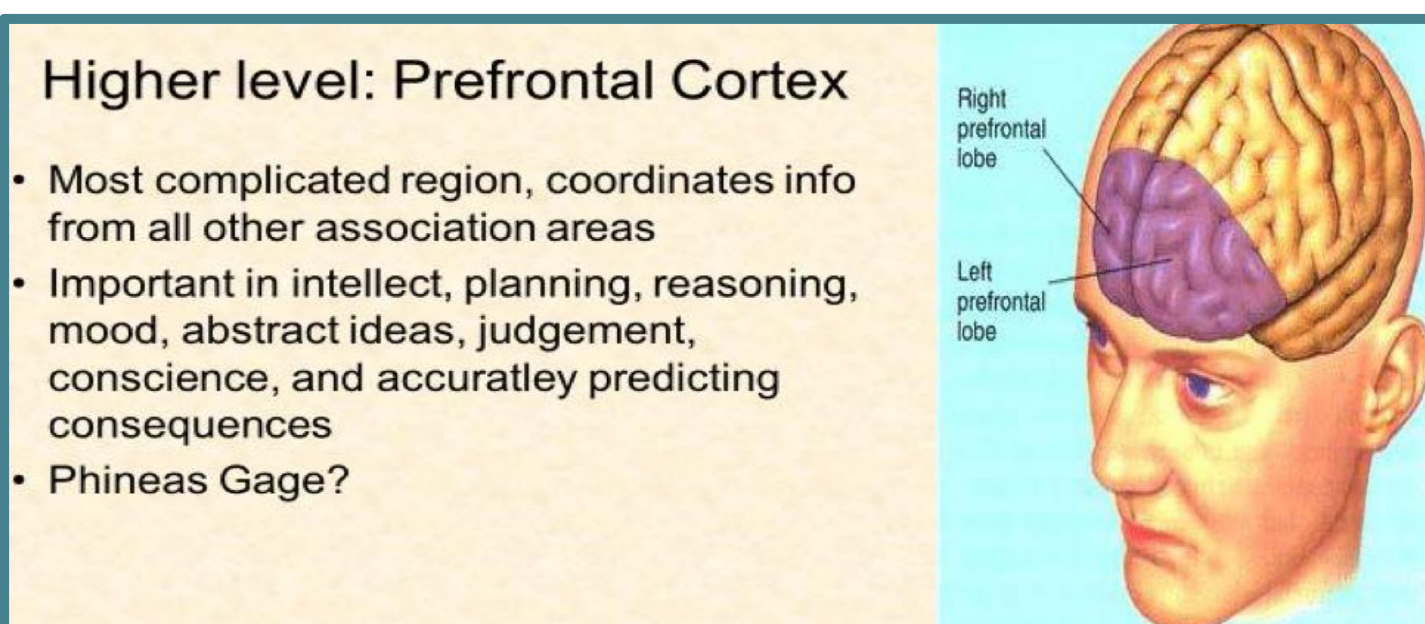 Higher level: Prefrontal Cortex
• Most complicated region, coordinates info
from all other association areas
• Important in intellect, planning, reasoning,
mood, abstract ideas, judgement,
conscience, and accuratley predicting
consequences
• Phineas Gage?
Right
prefrontal
lobe
Left
prefrontal
lobe